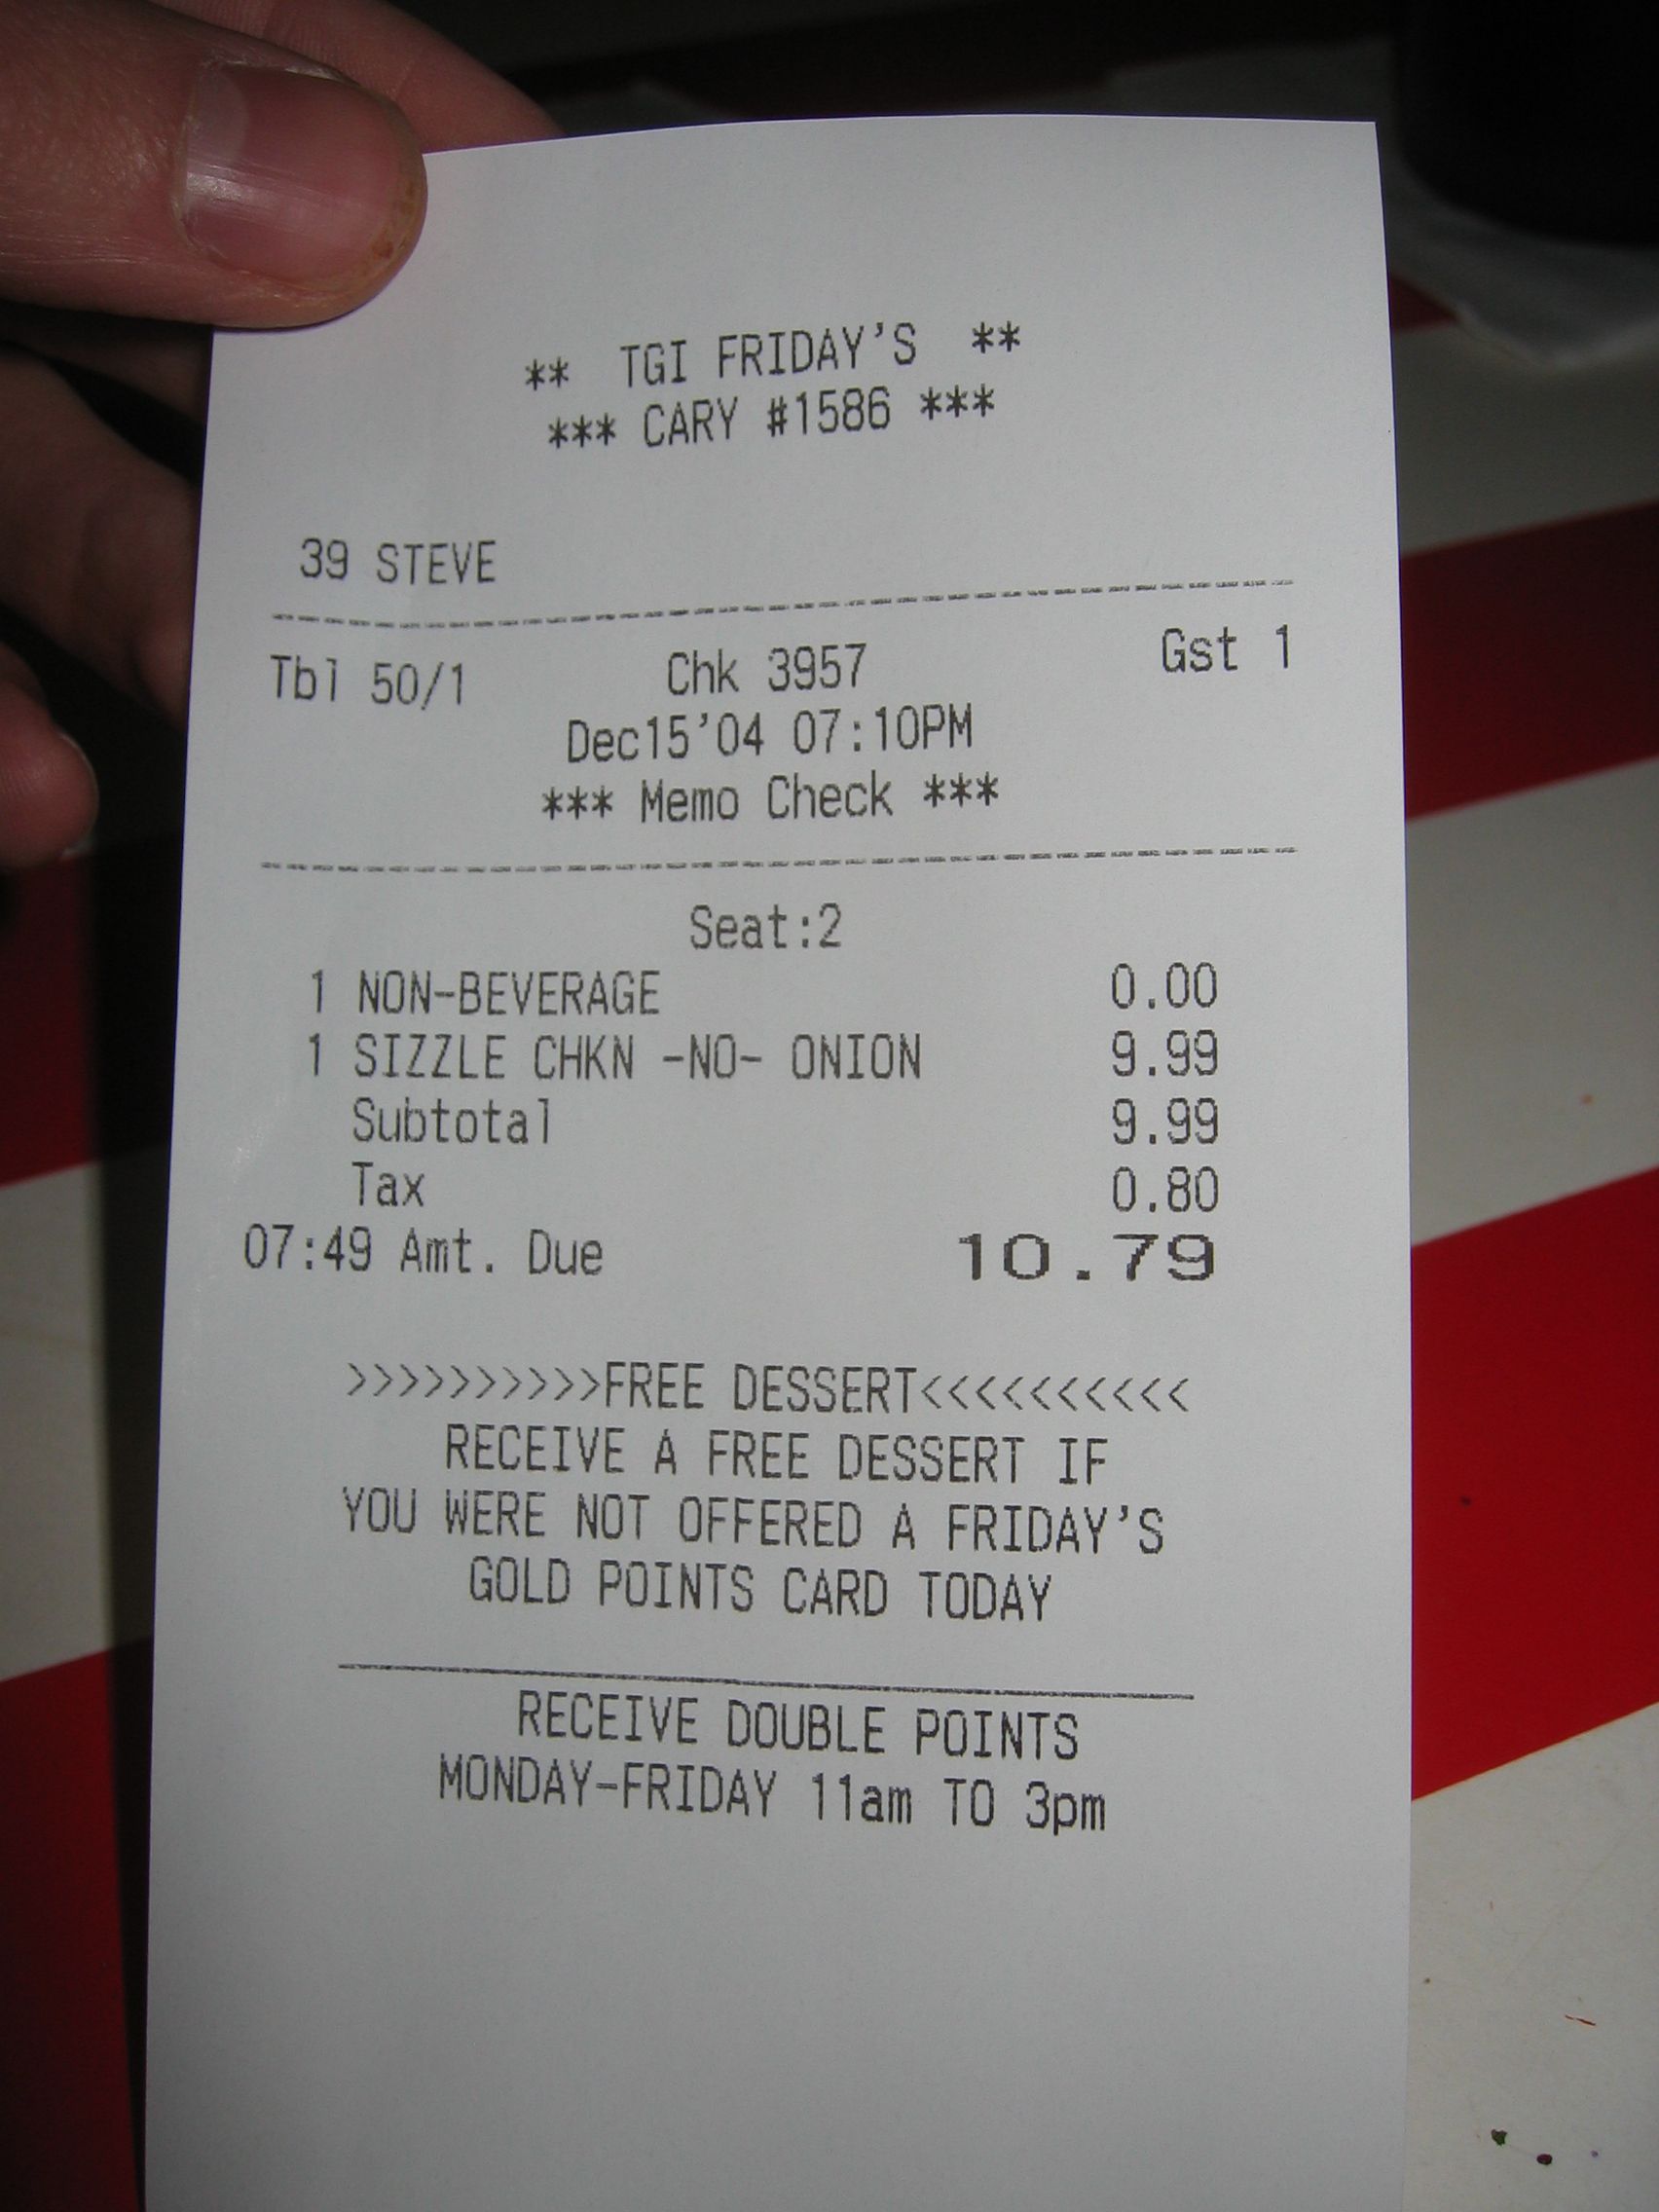 ** TGI FRIDAY'S **
*** CARY #1586 ***
39 STEVE
Tbl 50/1 Chk 3957 Gst 1
Dec15'04 07:10PM
*** Memo Check ***
Seat:2
1 NON-BEVERAGE 0.00
1 SIZZLE CHKN -NO- ONION 9.99
Subtotal 9.99
Tax 0.80
07:49 Amt. Due 10.79
>>>>>>>>>>FREE DESSERT<<<<<<<<<<
RECEIVE A FREE DESSERT IF
YOU WERE NOT OFFERED A FRIDAY'S
GOLD POINTS CARD TODAY
RECEIVE DOUBLE POINTS
MONDAY-FRIDAY 11am TO 3pm